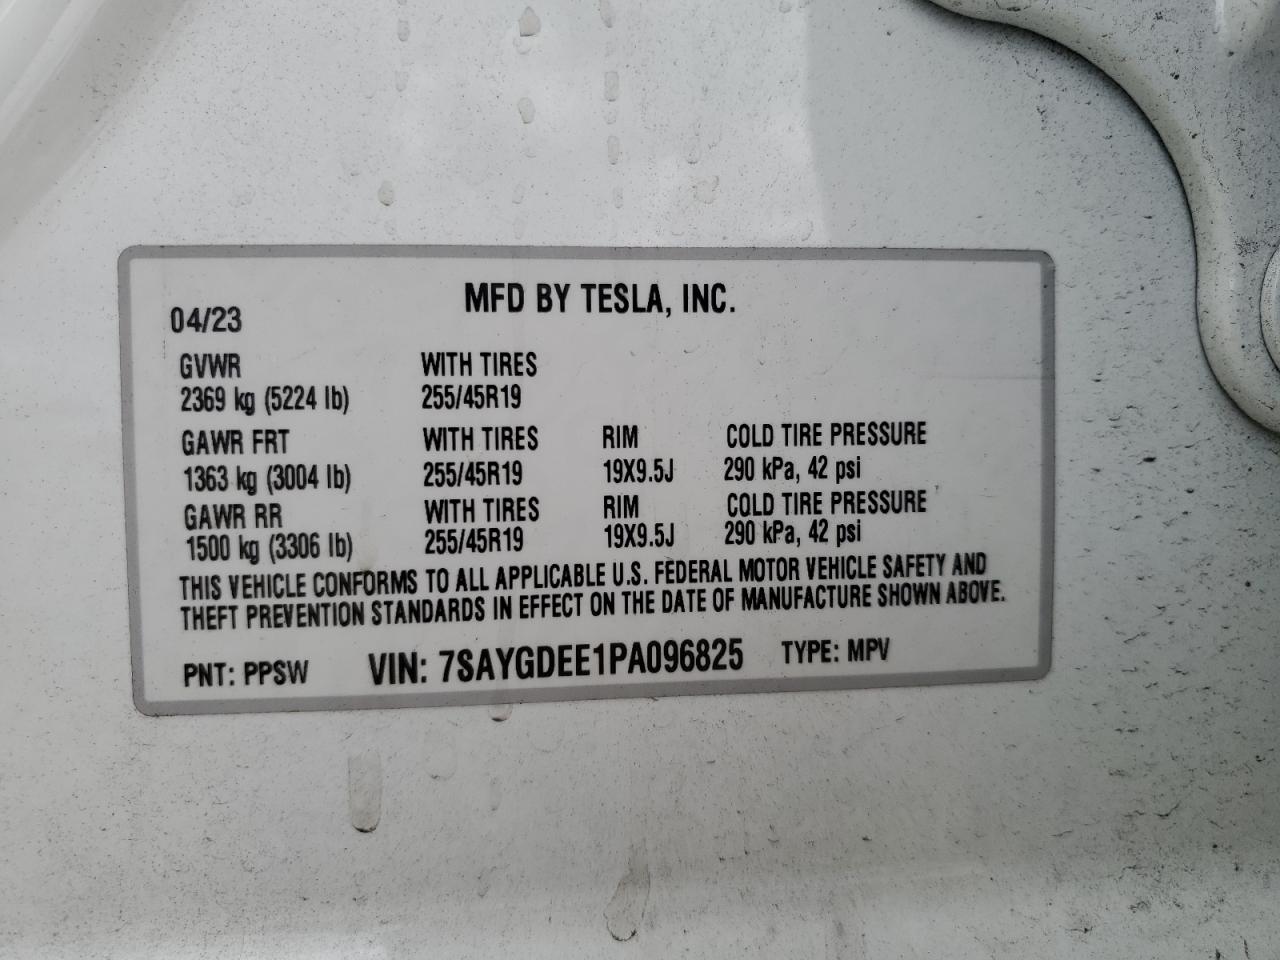 MFD BY TESLA, INC.
04/23
GVWR WITH TIRES
2369 kg (5224 lb) 255/45R19
GAWR FRT WITH TIRES RIM COLD TIRE PRESSURE
1363 kg (3004 lb) 255/45R19 19X9.5J 290 kPa, 42 psi
GAWR RR WITH TIRES RIM COLD TIRE PRESSURE
1500 kg (3306 lb) 255/45R19 19X9.5J 290 kPa, 42 psi
THIS VEHICLE CONFORMS TO ALL APPLICABLE U.S. FEDERAL MOTOR VEHICLE SAFETY AND
THEFT PREVENTION STANDARDS IN EFFECT ON THE DATE OF MANUFACTURE SHOWN ABOVE.
PNT: PPSW VIN: 7SAYGDEE1PA096825 TYPE: MPV